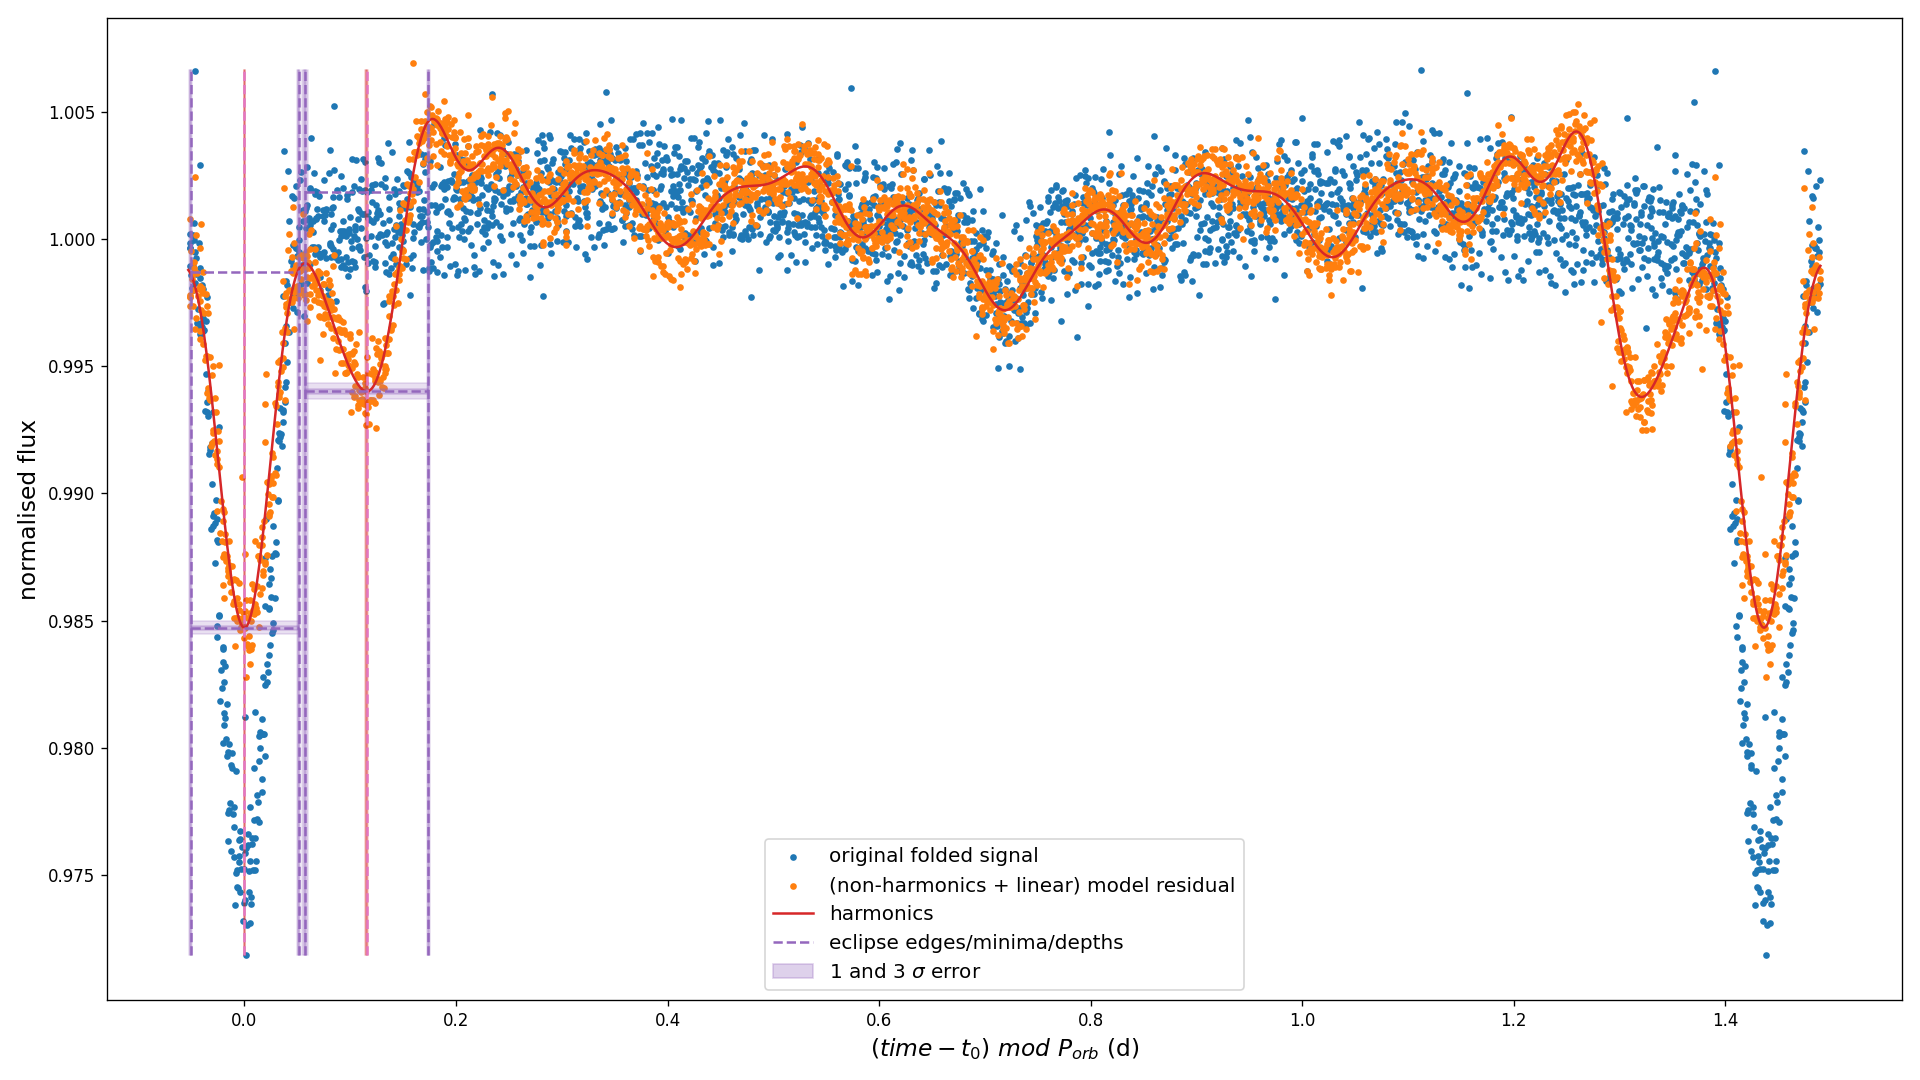 1.005
1.000
0.995
0.990
0.985
0.980
0.975
normalised flux
original folded signal
(non-harmonics + linear) model residual
harmonics
eclipse edges/minima/depths
1 and 3 σ error
0.0 0.2 0.4 0.6 0.8 1.0 1.2 1.4
(time − t₀) mod Pₒᵣb (d)